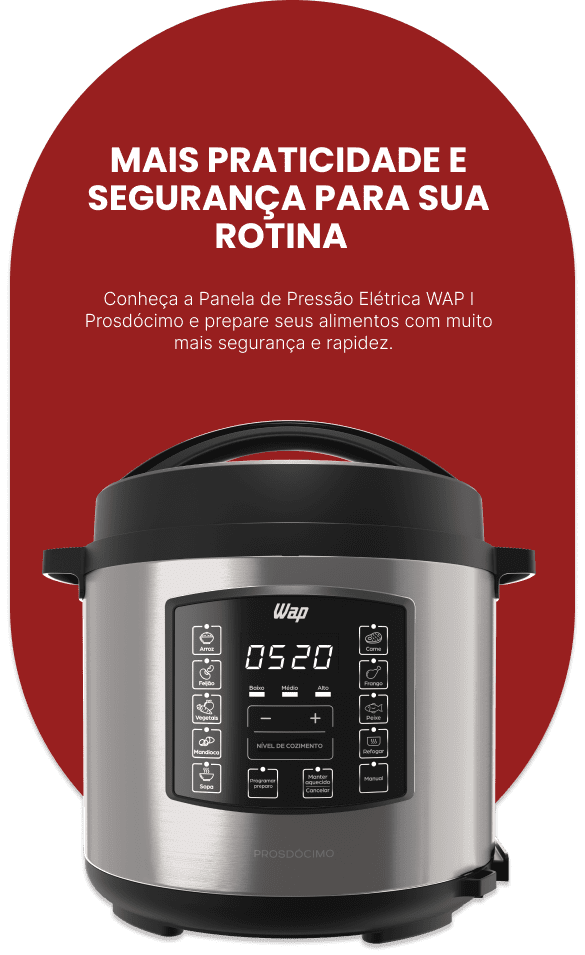 MAIS PRATICIDADE E
SEGURANÇA PARA SUA
ROTINA
Conheça a Panela de Pressão Elétrica WAP |
Prosdócimo e prepare seus alimentos com muito
mais segurança e rapidez.
Wap
0520
Baixo Médio Alto
Arroz
Feijão
Vegetais
Mandioca
Sopa
Carne
Frango
Peixe
Refogar
Manual
− +
NÍVEL DE COZIMENTO
Programar
preparo
Manter
aquecido
Cancelar
PROSDÓCIMO